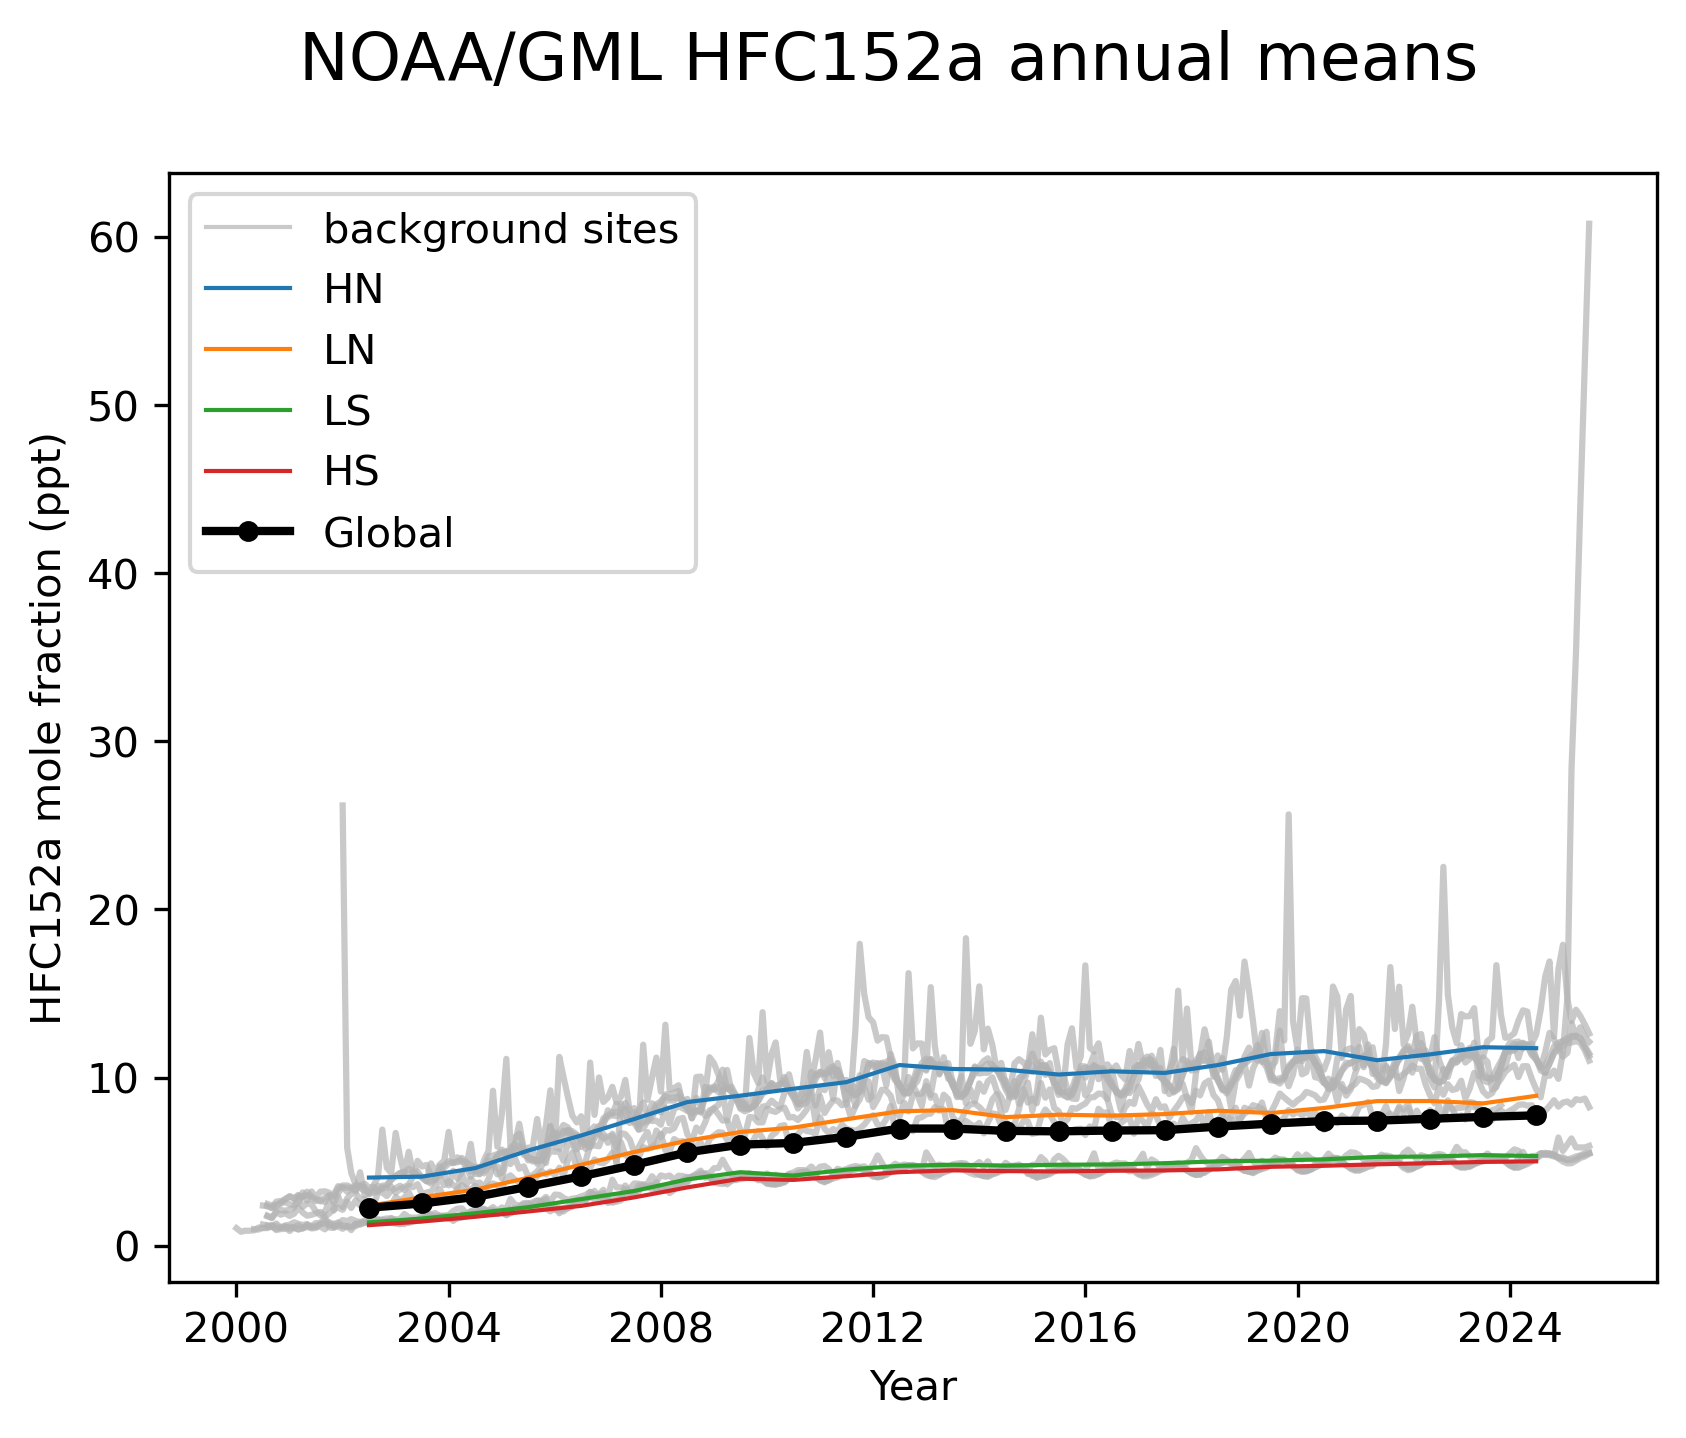 NOAA/GML HFC152a annual means
background sites
HN
LN
LS
HS
Global
HFC152a mole fraction (ppt)
60
50
40
30
20
10
0
2000 2004 2008 2012 2016 2020 2024
Year